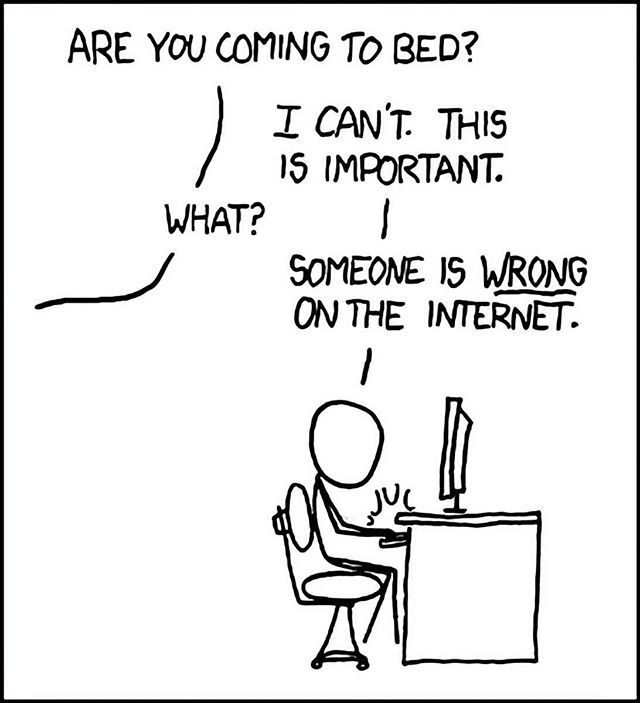 ARE YOU COMING TO BED?
I CAN'T. THIS
IS IMPORTANT.
WHAT?
SOMEONE IS WRONG
ON THE INTERNET.